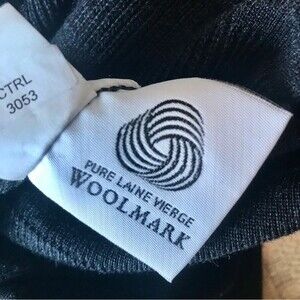 CTRL
3053
PURE LAINE VIERGE
WOOLMARK